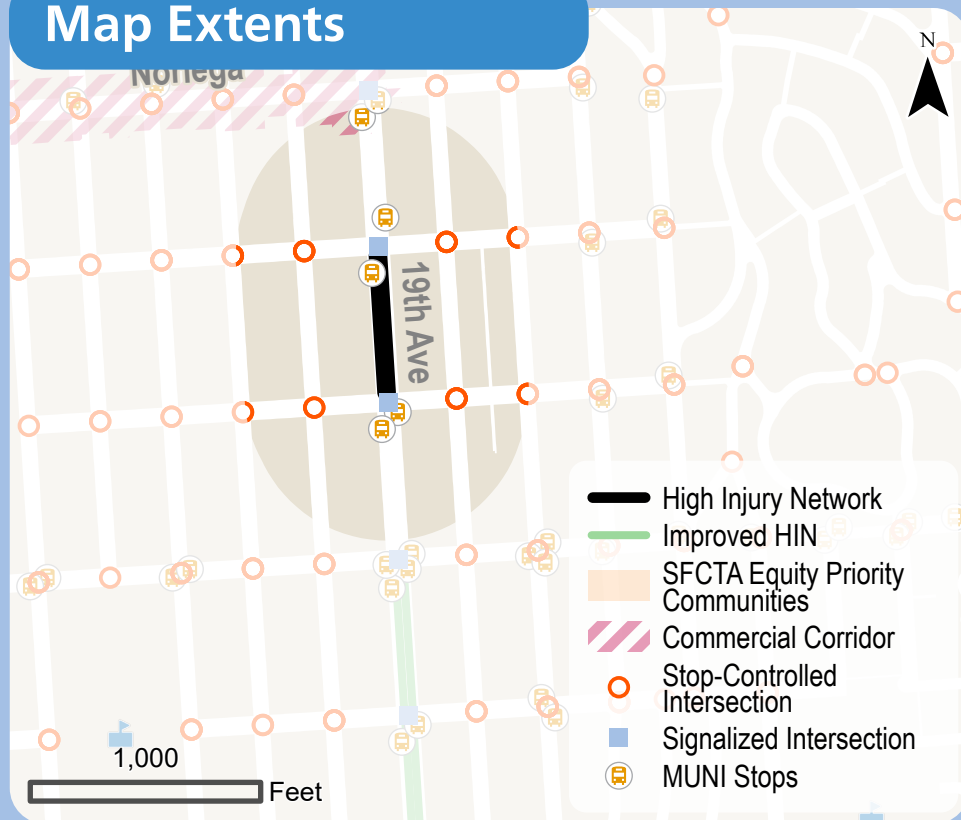 Map Extents
Noriega
N
19th Ave
High Injury Network
Improved HIN
SFCTA Equity Priority
Communities
Commercial Corridor
Stop-Controlled
Intersection
Signalized Intersection
MUNI Stops
1,000
Feet